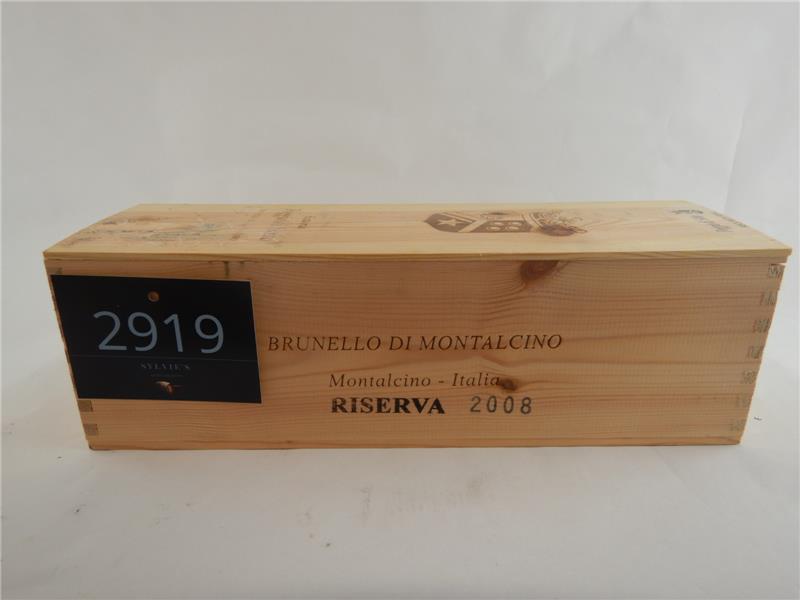 2919
SYLVIE'S
BRUNELLO DI MONTALCINO
Montalcino - Italia
RISERVA 2008